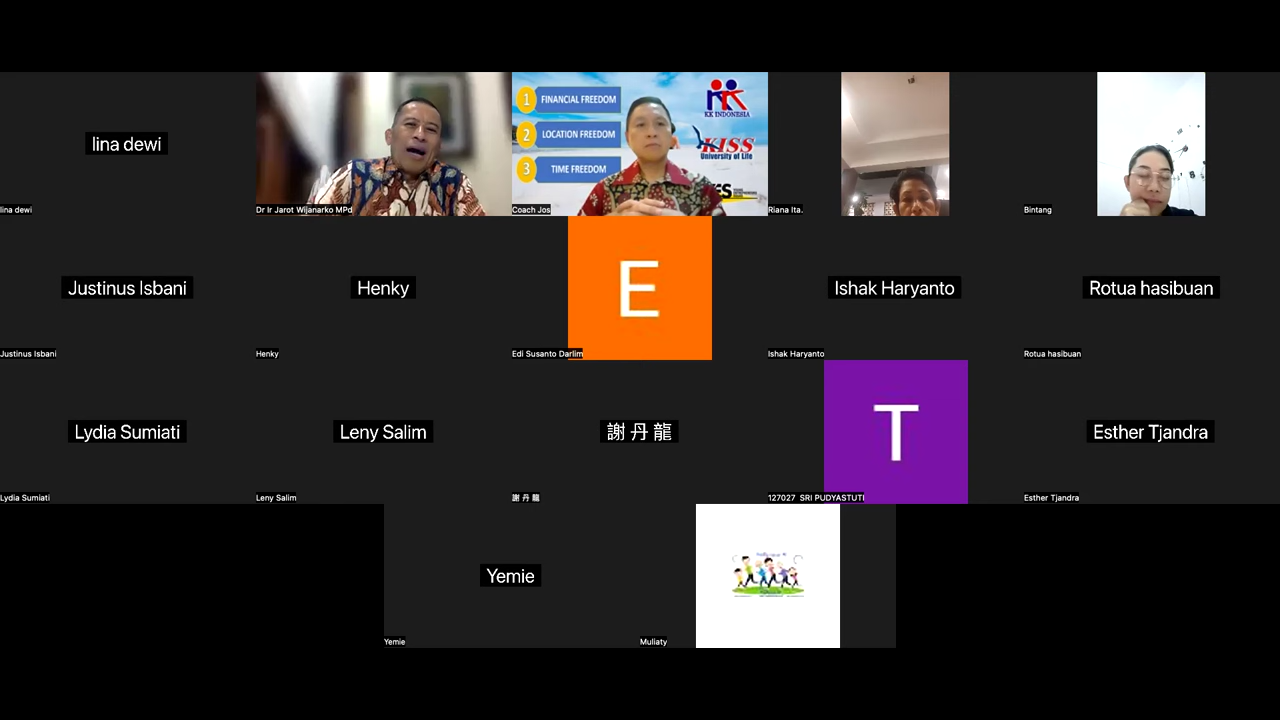 lina dewi
lina dewi
Dr Ir Jarot Wijanarko MPd
1 FINANCIAL FREEDOM
2 LOCATION FREEDOM
3 TIME FREEDOM
KK INDONESIA
KISS
University of Life
Coach Jos
Riana Ita.
Bintang
Justinus Isbani
Justinus Isbani
Henky
Henky
E
Edi Susanto Darlim
Ishak Haryanto
Ishak Haryanto
Rotua hasibuan
Rotua hasibuan
Lydia Sumiati
Lydia Sumiati
Leny Salim
Leny Salim
謝 丹 龍
謝 丹 龍
T
127027 SRI PUDYASTUTI
Esther Tjandra
Esther Tjandra
Yemie
Yemie
Muliaty